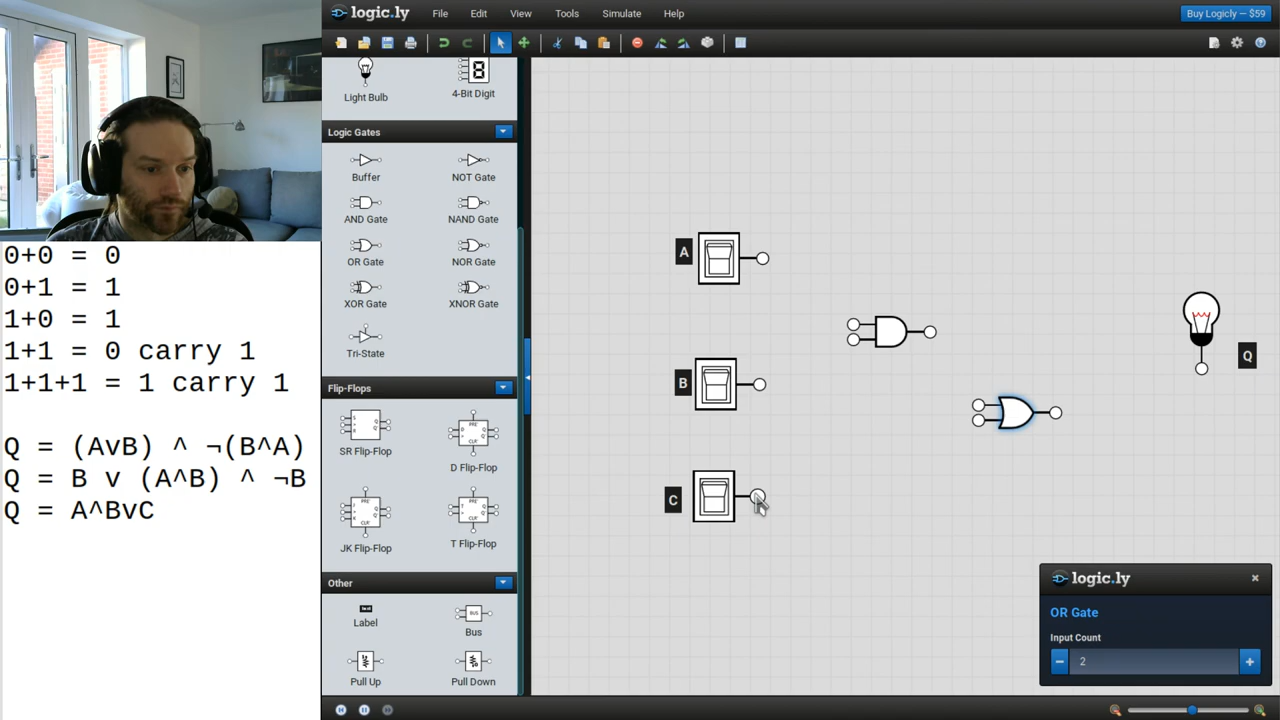 logic.ly File Edit View Tools Simulate Help Buy Logicly — $59
Light Bulb 4-Bit Digit
Logic Gates
Buffer NOT Gate
AND Gate NAND Gate
OR Gate NOR Gate
XOR Gate XNOR Gate
Tri-State
Flip-Flops
SR Flip-Flop D Flip-Flop
JK Flip-Flop T Flip-Flop
Other
Label Bus
Pull Up Pull Down
0+0 = 0
0+1 = 1
1+0 = 1
1+1 = 0 carry 1
1+1+1 = 1 carry 1
Q = (AvB) ^ ¬(B^A)
Q = B v (A^B) ^ ¬B
Q = A^BvC
A
B
C
Q
logic.ly
OR Gate
Input Count
2